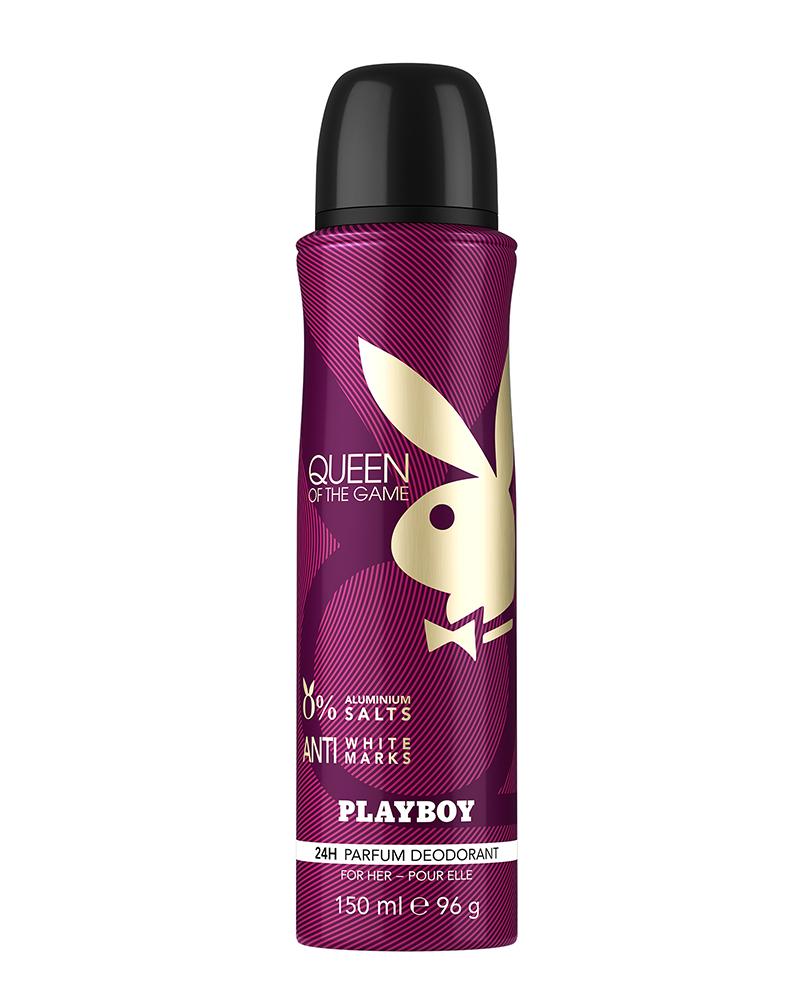 QUEEN
OF THE GAME
0% ALUMINIUM
SALTS
ANTI WHITE
MARKS
PLAYBOY
24H PARFUM DEODORANT
FOR HER – POUR ELLE
150 ml ℮ 96 g